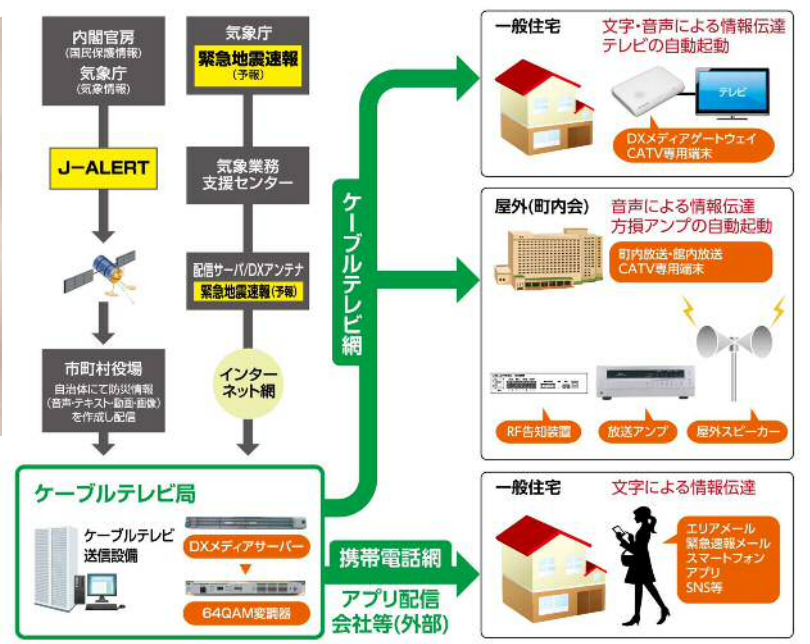 内閣官房
(国民保護情報)
気象庁
(気象情報)
J-ALERT
市町村役場
自治体にて防災情報
(音声・テキスト・動画・画像)
を作成し配信
気象庁
緊急地震速報
(予報)
気象業務
支援センター
配信サーバ/DXアンテナ
緊急地震速報(予報)
インター
ネット網
ケーブルテレビ局
ケーブルテレビ
送信設備
DXメディアサーバー
64QAM変調器
ケーブルテレビ網
携帯電話網
アプリ配信
会社等(外部)
一般住宅
文字・音声による情報伝達
テレビの自動起動
テレビ
DXメディアゲートウェイ
CATV専用端末
屋外(町内会)
音声による情報伝達
方損アンプの自動起動
町内放送・館内放送
CATV専用端末
RF告知装置
放送アンプ
屋外スピーカー
一般住宅
文字による情報伝達
エリアメール
緊急速報メール
スマートフォン
アプリ
SNS等